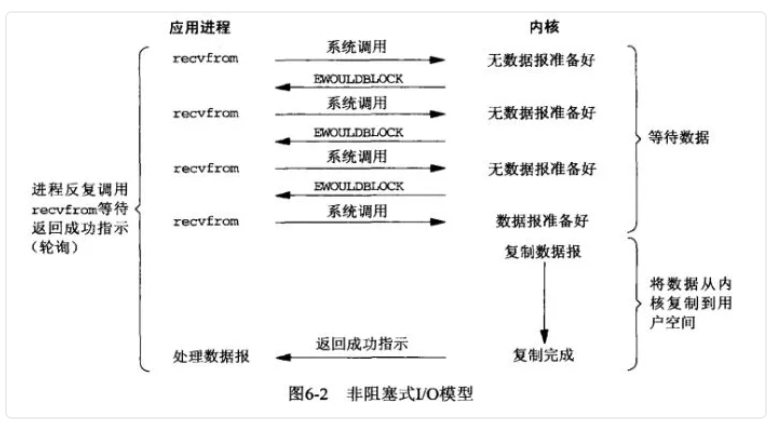 应用进程 内核
recvfrom 系统调用 无数据报准备好
EWOULDBLOCK
recvfrom 系统调用 无数据报准备好
EWOULDBLOCK
等待数据
recvfrom 系统调用 无数据报准备好
EWOULDBLOCK
进程反复调用
recvfrom等待
返回成功指示
（轮询）
recvfrom 系统调用 数据报准备好
复制数据报
将数据从内
核复制到用
户空间
处理数据报 返回成功指示 复制完成
图6-2 非阻塞式I/O模型